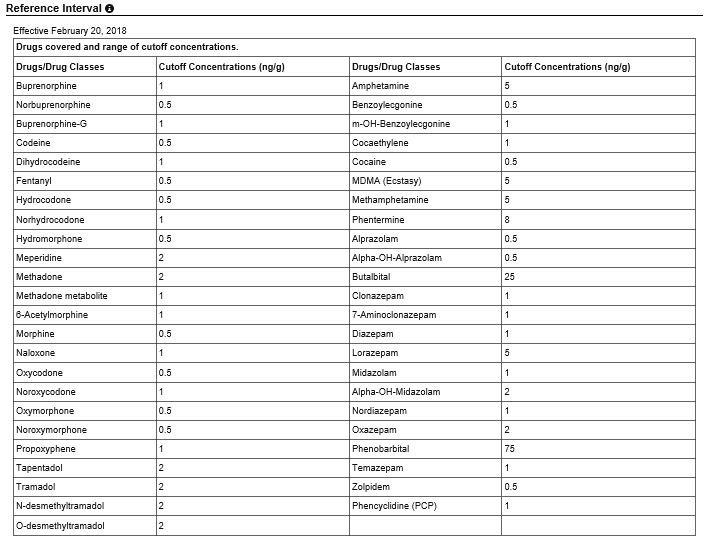 Reference Interval
Effective February 20, 2018
Drugs covered and range of cutoff concentrations.
Drugs/Drug Classes Cutoff Concentrations (ng/g) Drugs/Drug Classes Cutoff Concentrations (ng/g)
Buprenorphine 1 Amphetamine 5
Norbuprenorphine 0.5 Benzoylecgonine 0.5
Buprenorphine-G 1 m-OH-Benzoylecgonine 1
Codeine 0.5 Cocaethylene 1
Dihydrocodeine 1 Cocaine 0.5
Fentanyl 0.5 MDMA (Ecstasy) 5
Hydrocodone 0.5 Methamphetamine 5
Norhydrocodone 1 Phentermine 8
Hydromorphone 0.5 Alprazolam 0.5
Meperidine 2 Alpha-OH-Alprazolam 0.5
Methadone 2 Butalbital 25
Methadone metabolite 1 Clonazepam 1
6-Acetylmorphine 1 7-Aminoclonazepam 1
Morphine 0.5 Diazepam 1
Naloxone 1 Lorazepam 5
Oxycodone 0.5 Midazolam 1
Noroxycodone 1 Alpha-OH-Midazolam 2
Oxymorphone 0.5 Nordiazepam 1
Noroxymorphone 0.5 Oxazepam 2
Propoxyphene 1 Phenobarbital 75
Tapentadol 2 Temazepam 1
Tramadol 2 Zolpidem 0.5
N-desmethyltramadol 2 Phencyclidine (PCP) 1
O-desmethyltramadol 2